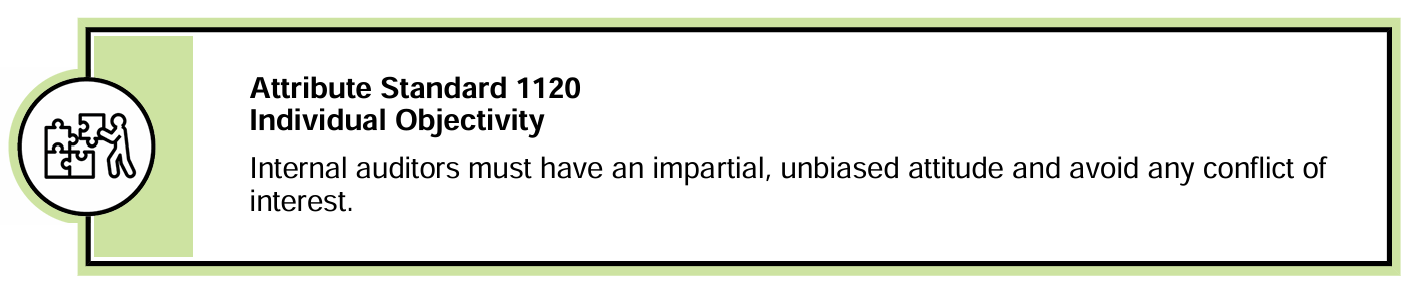 Attribute Standard 1120
Individual Objectivity
Internal auditors must have an impartial, unbiased attitude and avoid any conflict of
interest.